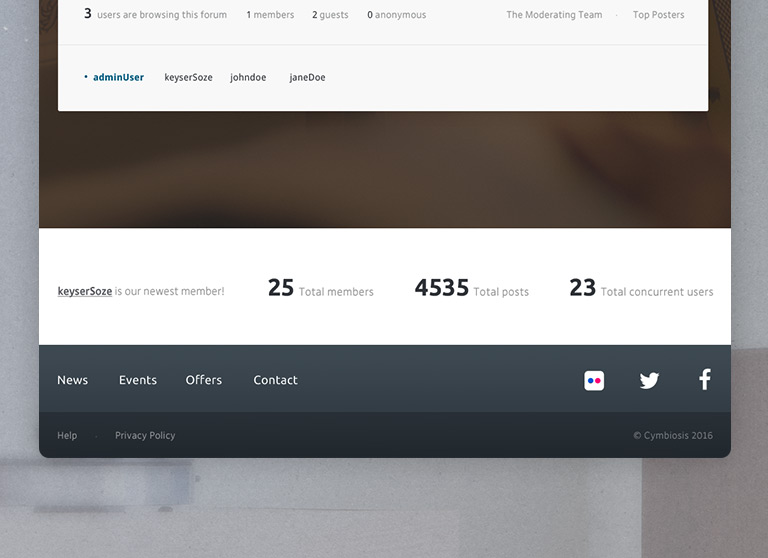 3 users are browsing this forum 1 members 2 guests 0 anonymous The Moderating Team · Top Posters
• adminUser keyserSoze johndoe janeDoe
keyserSoze is our newest member! 25 Total members 4535 Total posts 23 Total concurrent users
News Events Offers Contact
Help · Privacy Policy © Cymbiosis 2016